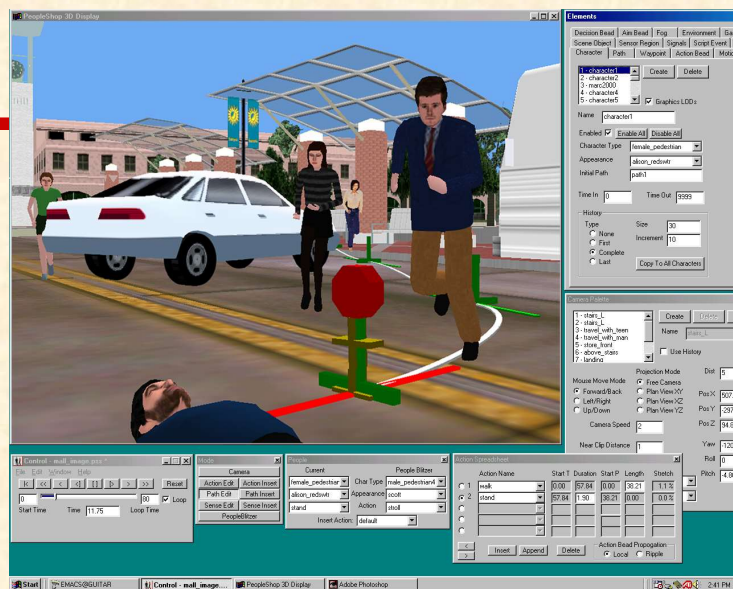 PeopleShop 3D Display
Elements
Decision Bead Aim Bead Fog Environment
Scene Object Sensor Region Signals Script Event
Character Path Waypoint Action Bead
1 - character1
2 - character2
3 - marc2000
4 - character4
5 - character5
Create Delete
Graphics LODs
Name character1
Enabled Enable All Disable All
Character Type female_pedestrian
Appearance alison_redswtr
Initial Path path1
Time In 0 Time Out 9999
History
Type
None
First
Complete
Last
Size 30
Increment 10
Copy To All Characters
Camera Palette
1 - stairs_L
2 - stairs_L
3 - travel_with_teen
4 - travel_with_man
5 - store_front
6 - above_stairs
7 - landing
Create Delete
Name stairs_L
Use History
Mouse Move Mode
Forward/Back
Left/Right
Up/Down
Projection Mode
Free Camera
Plan View XY
Plan View XZ
Plan View YZ
Dist 5
Pos X 507.
Pos Y -297
Pos Z 94.8
Camera Speed 2
Near Clip Distance 1
Yaw -120
Roll 0
Pitch -4.80
Control - mall_image.psc *
File Edit Window Help
|< << < [] > >> Reset
0 80 Loop
Start Time Time 11.75 Loop Time
Mode
Camera
Action Edit Action Insert
Path Edit Path Insert
Sense Edit Sense Insert
PeopleBlitzer
People
Current People Blitzer
female_pedestriar Char Type male_pedestrian4
alison_redswtr Appearance scott
stand Action stroll
Insert Action: default
Action Spreadsheet
Action Name Start T Duration Start P Length Stretch
1 walk 0.00 57.84 0.00 38.21 1.1 %
2 stand 57.84 1.90 38.21 0.00 0.0 %
< >
Insert Append Delete
Action Bead Propogation
Local Ripple
Start EMACS@GUITAR Control - mall_image.... PeopleShop 3D Display Adobe Photoshop 2:41 PM